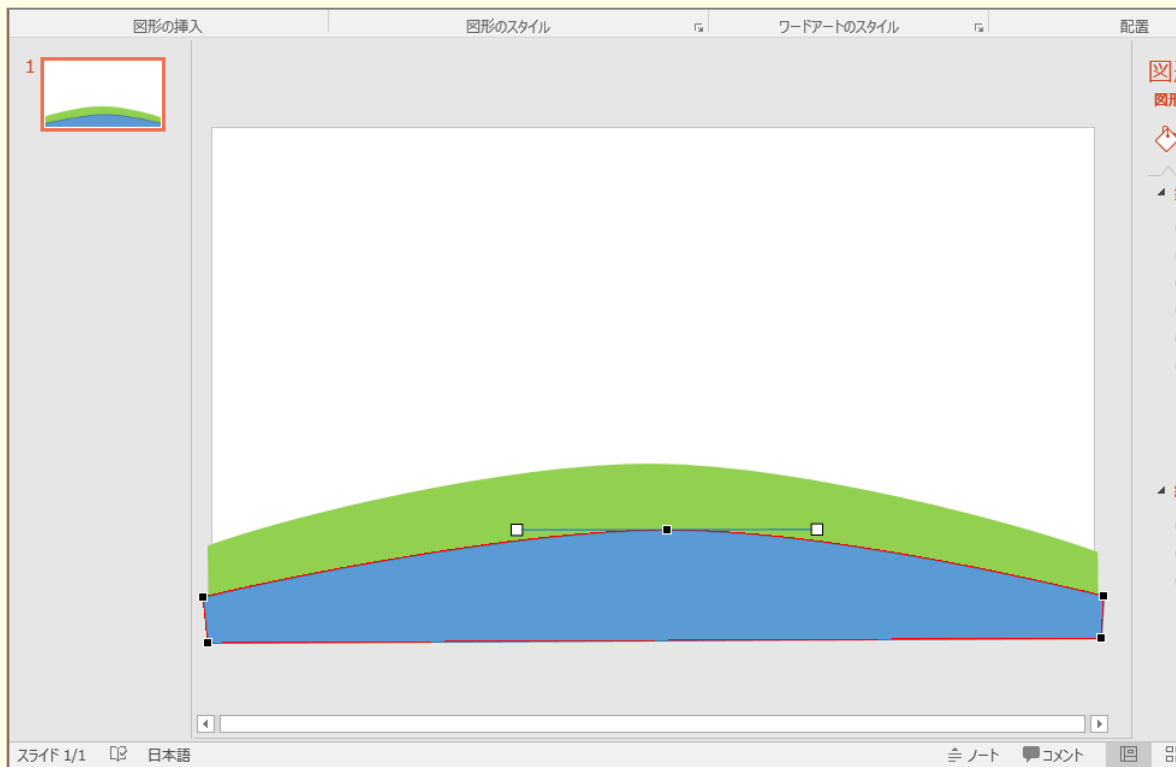 図形の挿入
図形のスタイル
ワードアートのスタイル
配置
1
図形
スライド 1/1
日本語
ノート
コメント